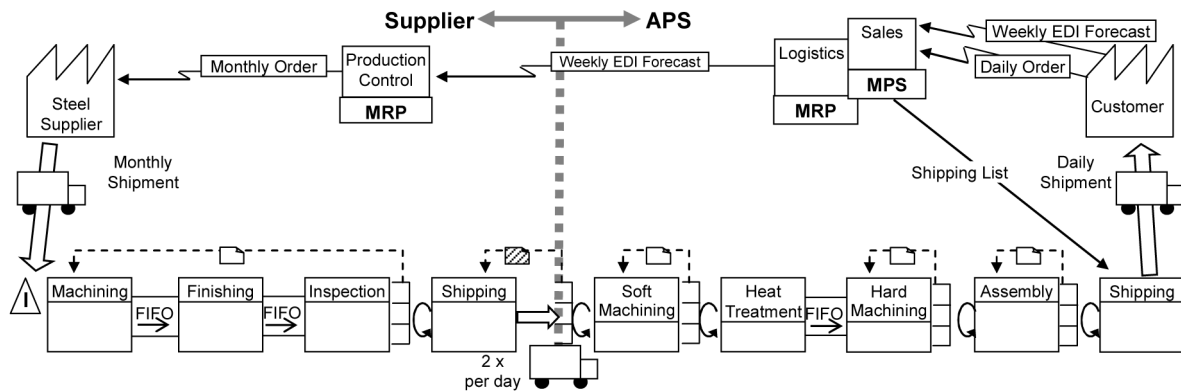 Supplier
APS
Weekly EDI Forecast
Daily Order
Sales
Logistics
MPS
MRP
Weekly EDI Forecast
Production
Control
MRP
Monthly Order
Steel
Supplier
Customer
Monthly
Shipment
Shipping List
Daily
Shipment
I
Machining
FIFO
Finishing
FIFO
Inspection
Shipping
2 x
per day
Soft
Machining
Heat
Treatment
FIFO
Hard
Machining
Assembly
Shipping